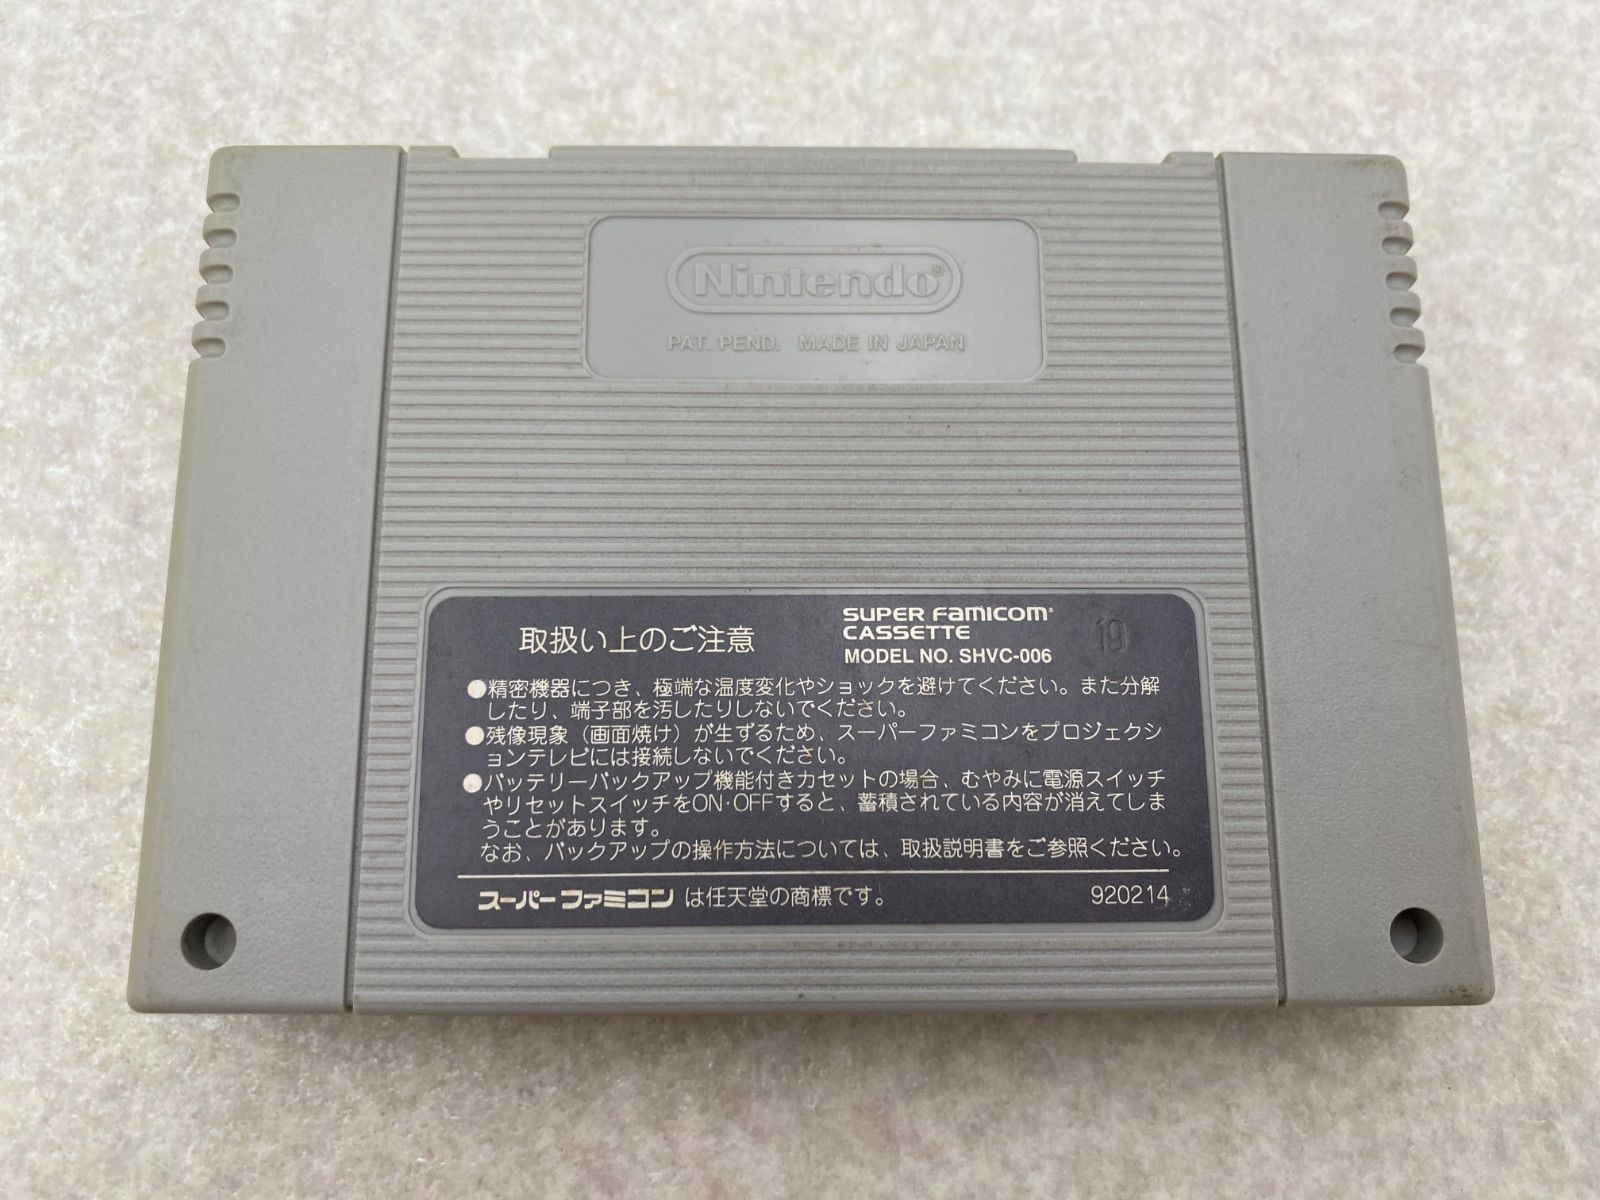 Nintendo®
PAT. PEND. MADE IN JAPAN
取扱い上のご注意
SUPER FAMICOM®
CASSETTE
MODEL NO. SHVC-006
19
●精密機器につき、極端な温度変化やショックを避けてください。また分解
したり、端子部を汚したりしないでください。
●残像現象（画面焼け）が生ずるため、スーパーファミコンをプロジェクシ
ョンテレビには接続しないでください。
●バッテリーバックアップ機能付きカセットの場合、むやみに電源スイッチ
やリセットスイッチをON・OFFすると、蓄積されている内容が消えてしま
うことがあります。
なお、バックアップの操作方法については、取扱説明書をご参照ください。
スーパーファミコンは任天堂の商標です。
920214